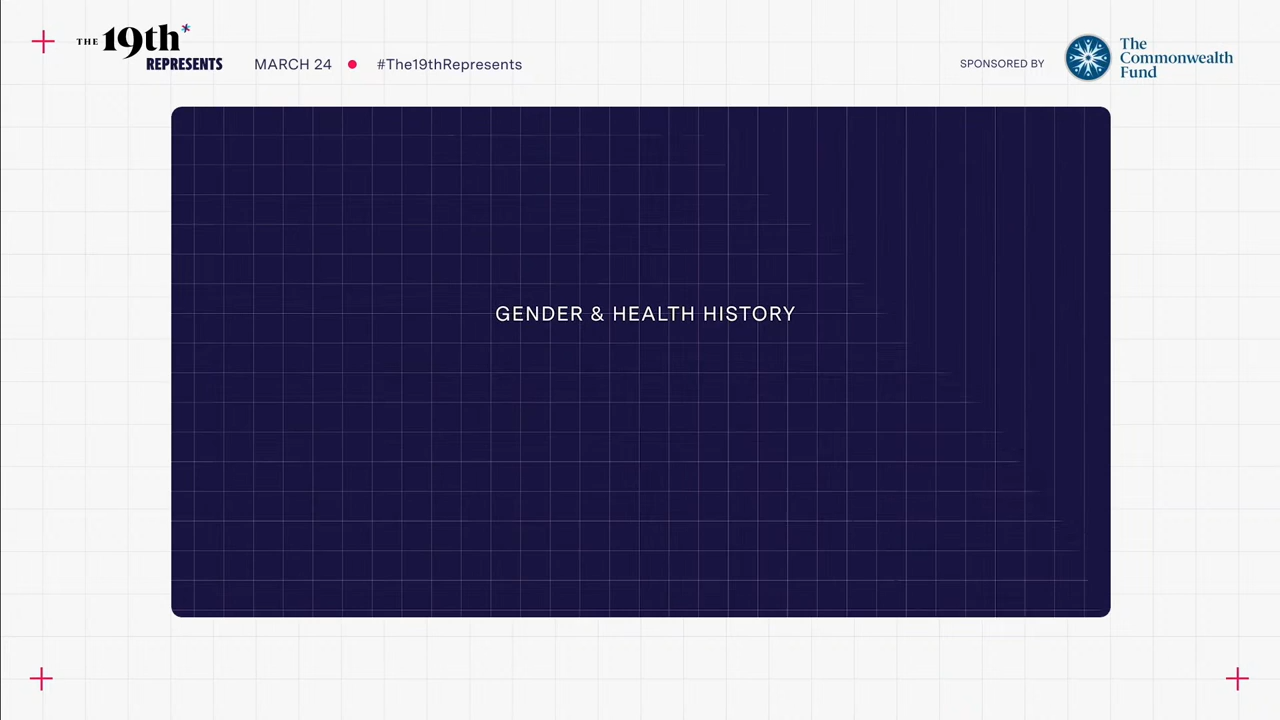 THE 19th*
REPRESENTS
MARCH 24 • #The19thRepresents
SPONSORED BY
The
Commonwealth
Fund
GENDER & HEALTH HISTORY